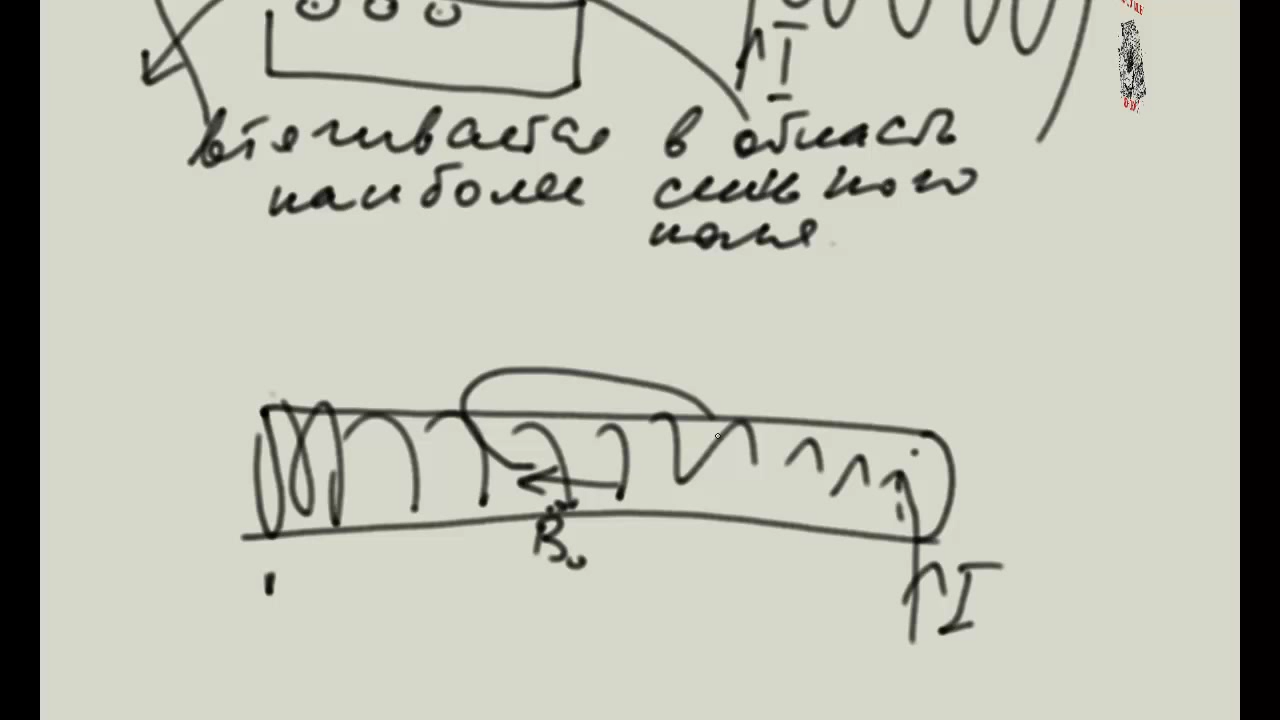 I
втягивается в область
наиболее сильного
поля
B₀
I